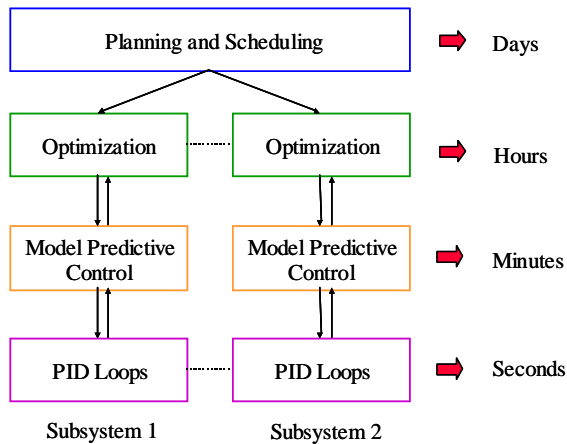 Planning and Scheduling
Days
Optimization
Optimization
Hours
Model Predictive
Control
Model Predictive
Control
Minutes
PID Loops
PID Loops
Seconds
Subsystem 1
Subsystem 2